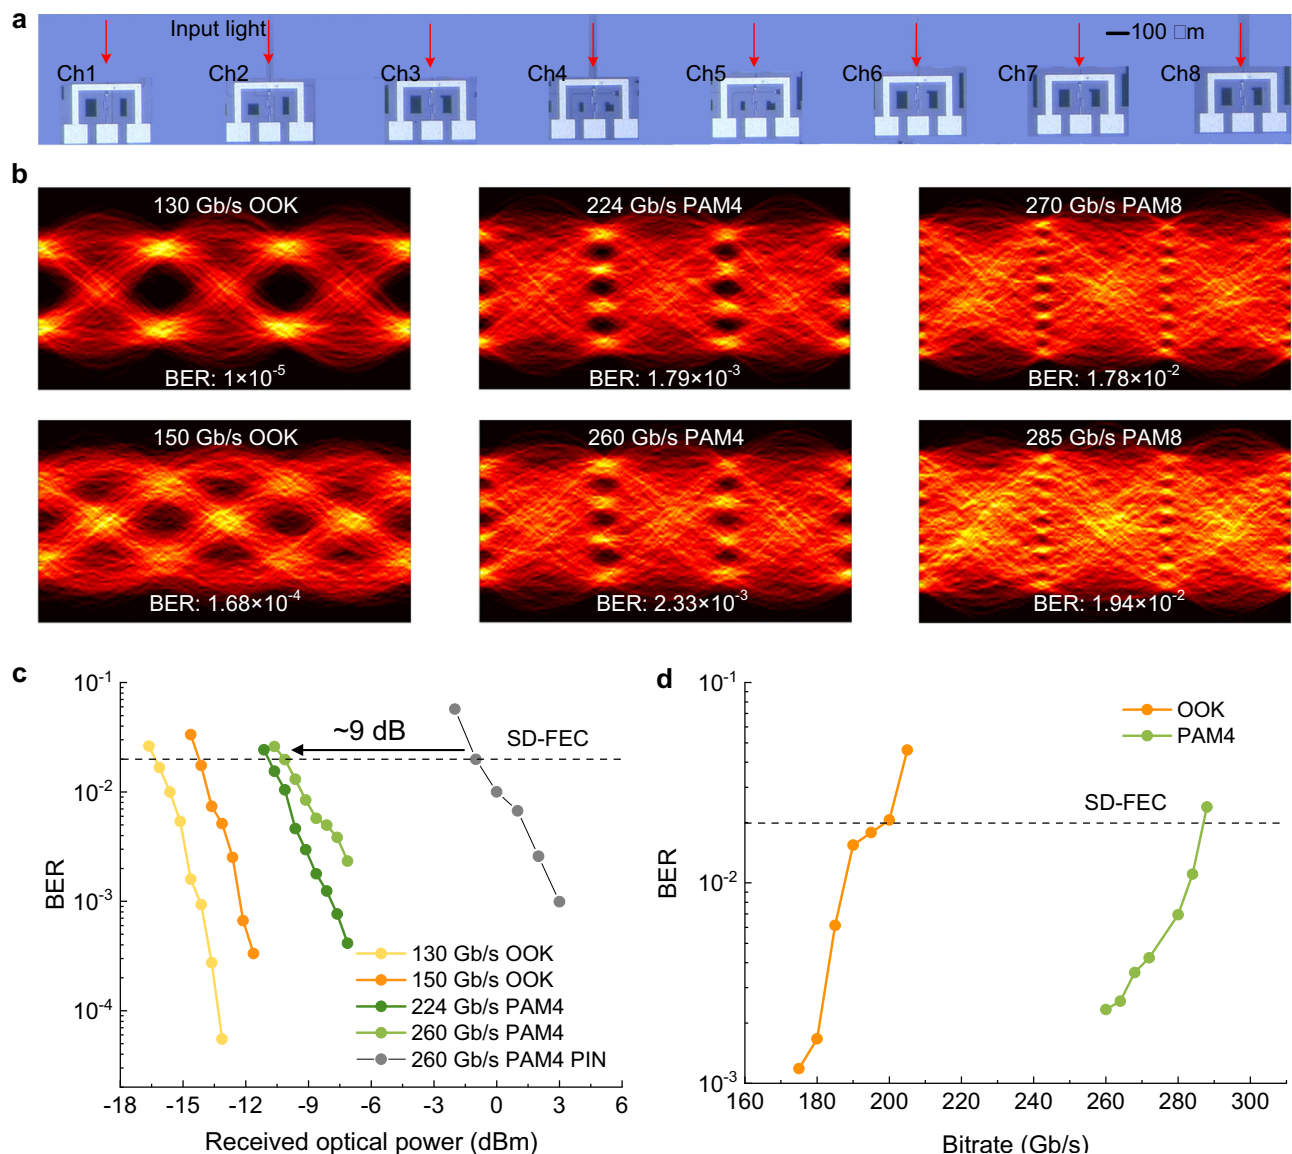 a
Input light
100 □m
Ch1
Ch2
Ch3
Ch4
Ch5
Ch6
Ch7
Ch8
b
130 Gb/s OOK
BER: 1×10⁻⁵
224 Gb/s PAM4
BER: 1.79×10⁻³
270 Gb/s PAM8
BER: 1.78×10⁻²
150 Gb/s OOK
BER: 1.68×10⁻⁴
260 Gb/s PAM4
BER: 2.33×10⁻³
285 Gb/s PAM8
BER: 1.94×10⁻²
c
10⁻¹
10⁻²
10⁻³
10⁻⁴
BER
~9 dB
SD-FEC
130 Gb/s OOK
150 Gb/s OOK
224 Gb/s PAM4
260 Gb/s PAM4
260 Gb/s PAM4 PIN
-18 -15 -12 -9 -6 -3 0 3 6
Received optical power (dBm)
d
10⁻¹
10⁻²
10⁻³
BER
OOK
PAM4
SD-FEC
160 180 200 220 240 260 280 300
Bitrate (Gb/s)